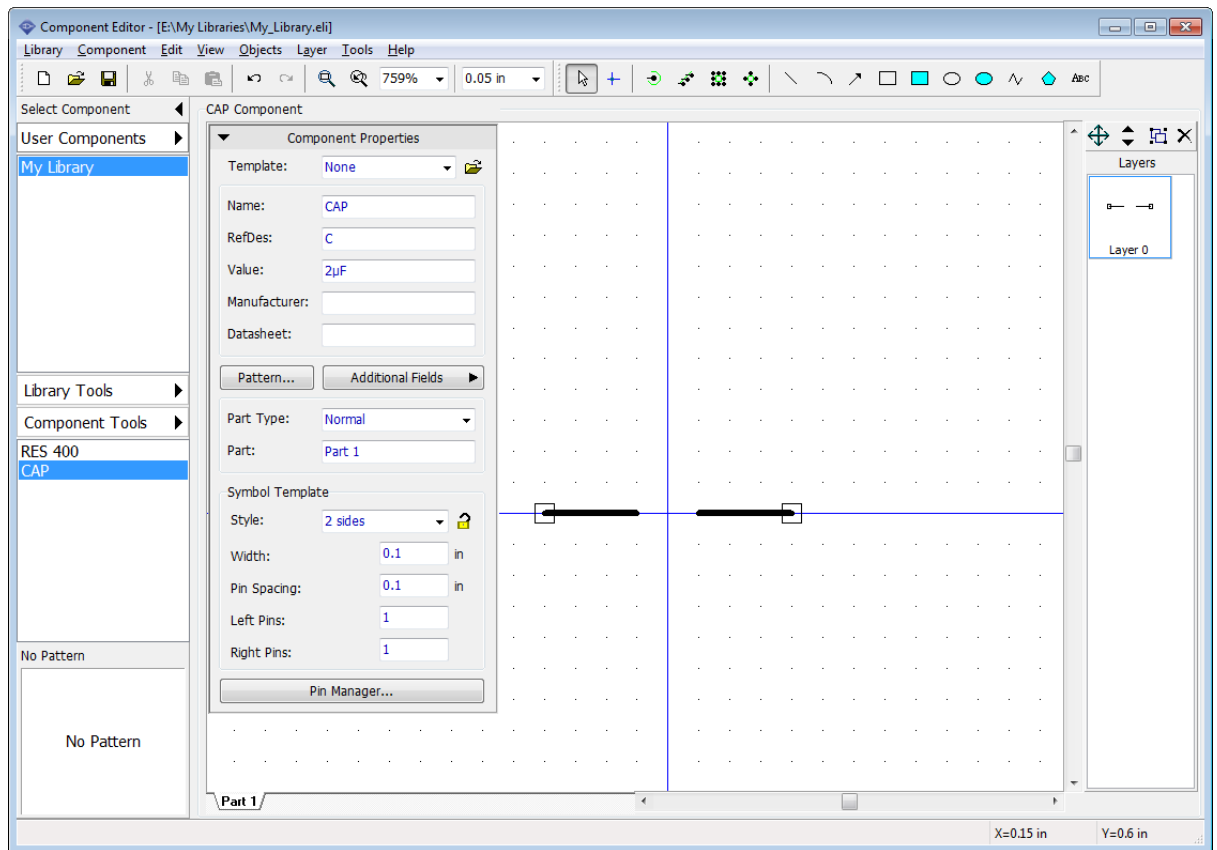 Component Editor - [E:\My Libraries\My_Library.eli]
Library Component Edit View Objects Layer Tools Help
759% 0.05 in ABC
Select Component
User Components
My Library
Library Tools
Component Tools
RES 400
CAP
No Pattern
No Pattern
CAP Component
Component Properties
Template: None
Name: CAP
RefDes: C
Value: 2µF
Manufacturer:
Datasheet:
Pattern... Additional Fields
Part Type: Normal
Part: Part 1
Symbol Template
Style: 2 sides
Width: 0.1 in
Pin Spacing: 0.1 in
Left Pins: 1
Right Pins: 1
Pin Manager...
Part 1
Layers
Layer 0
X=0.15 in Y=0.6 in